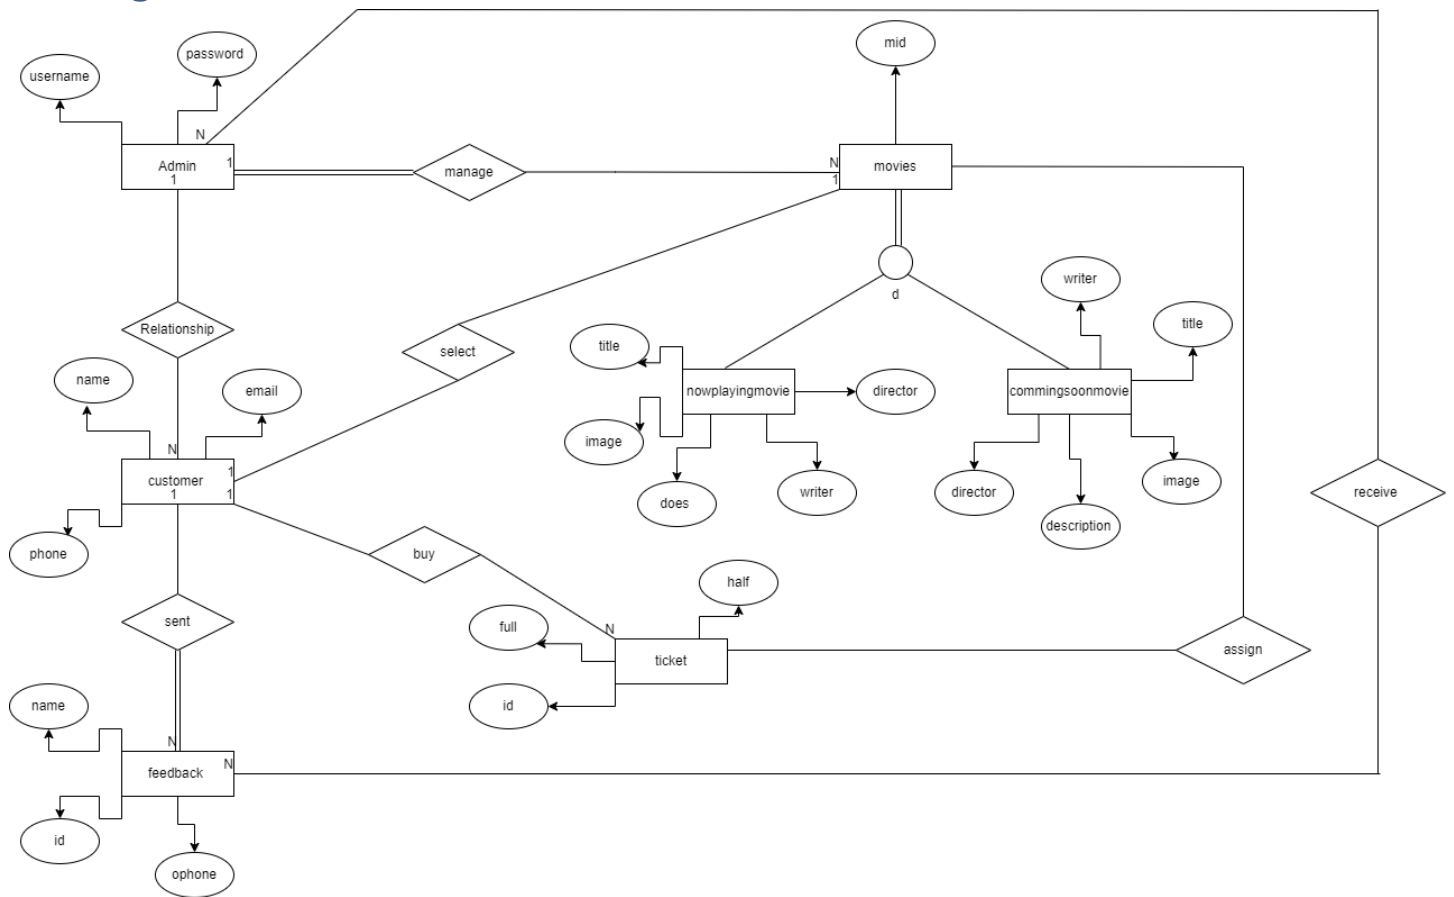 mid
password
username
N
Admin
1
1
manage
N
1
movies
d
writer
title
Relationship
select
title
name
email
nowplayingmovie
director
commingsoonmovie
image
N
customer
1
1
1
does
writer
director
image
description
receive
phone
buy
half
full
N
ticket
sent
assign
id
name
N
N
feedback
id
ophone